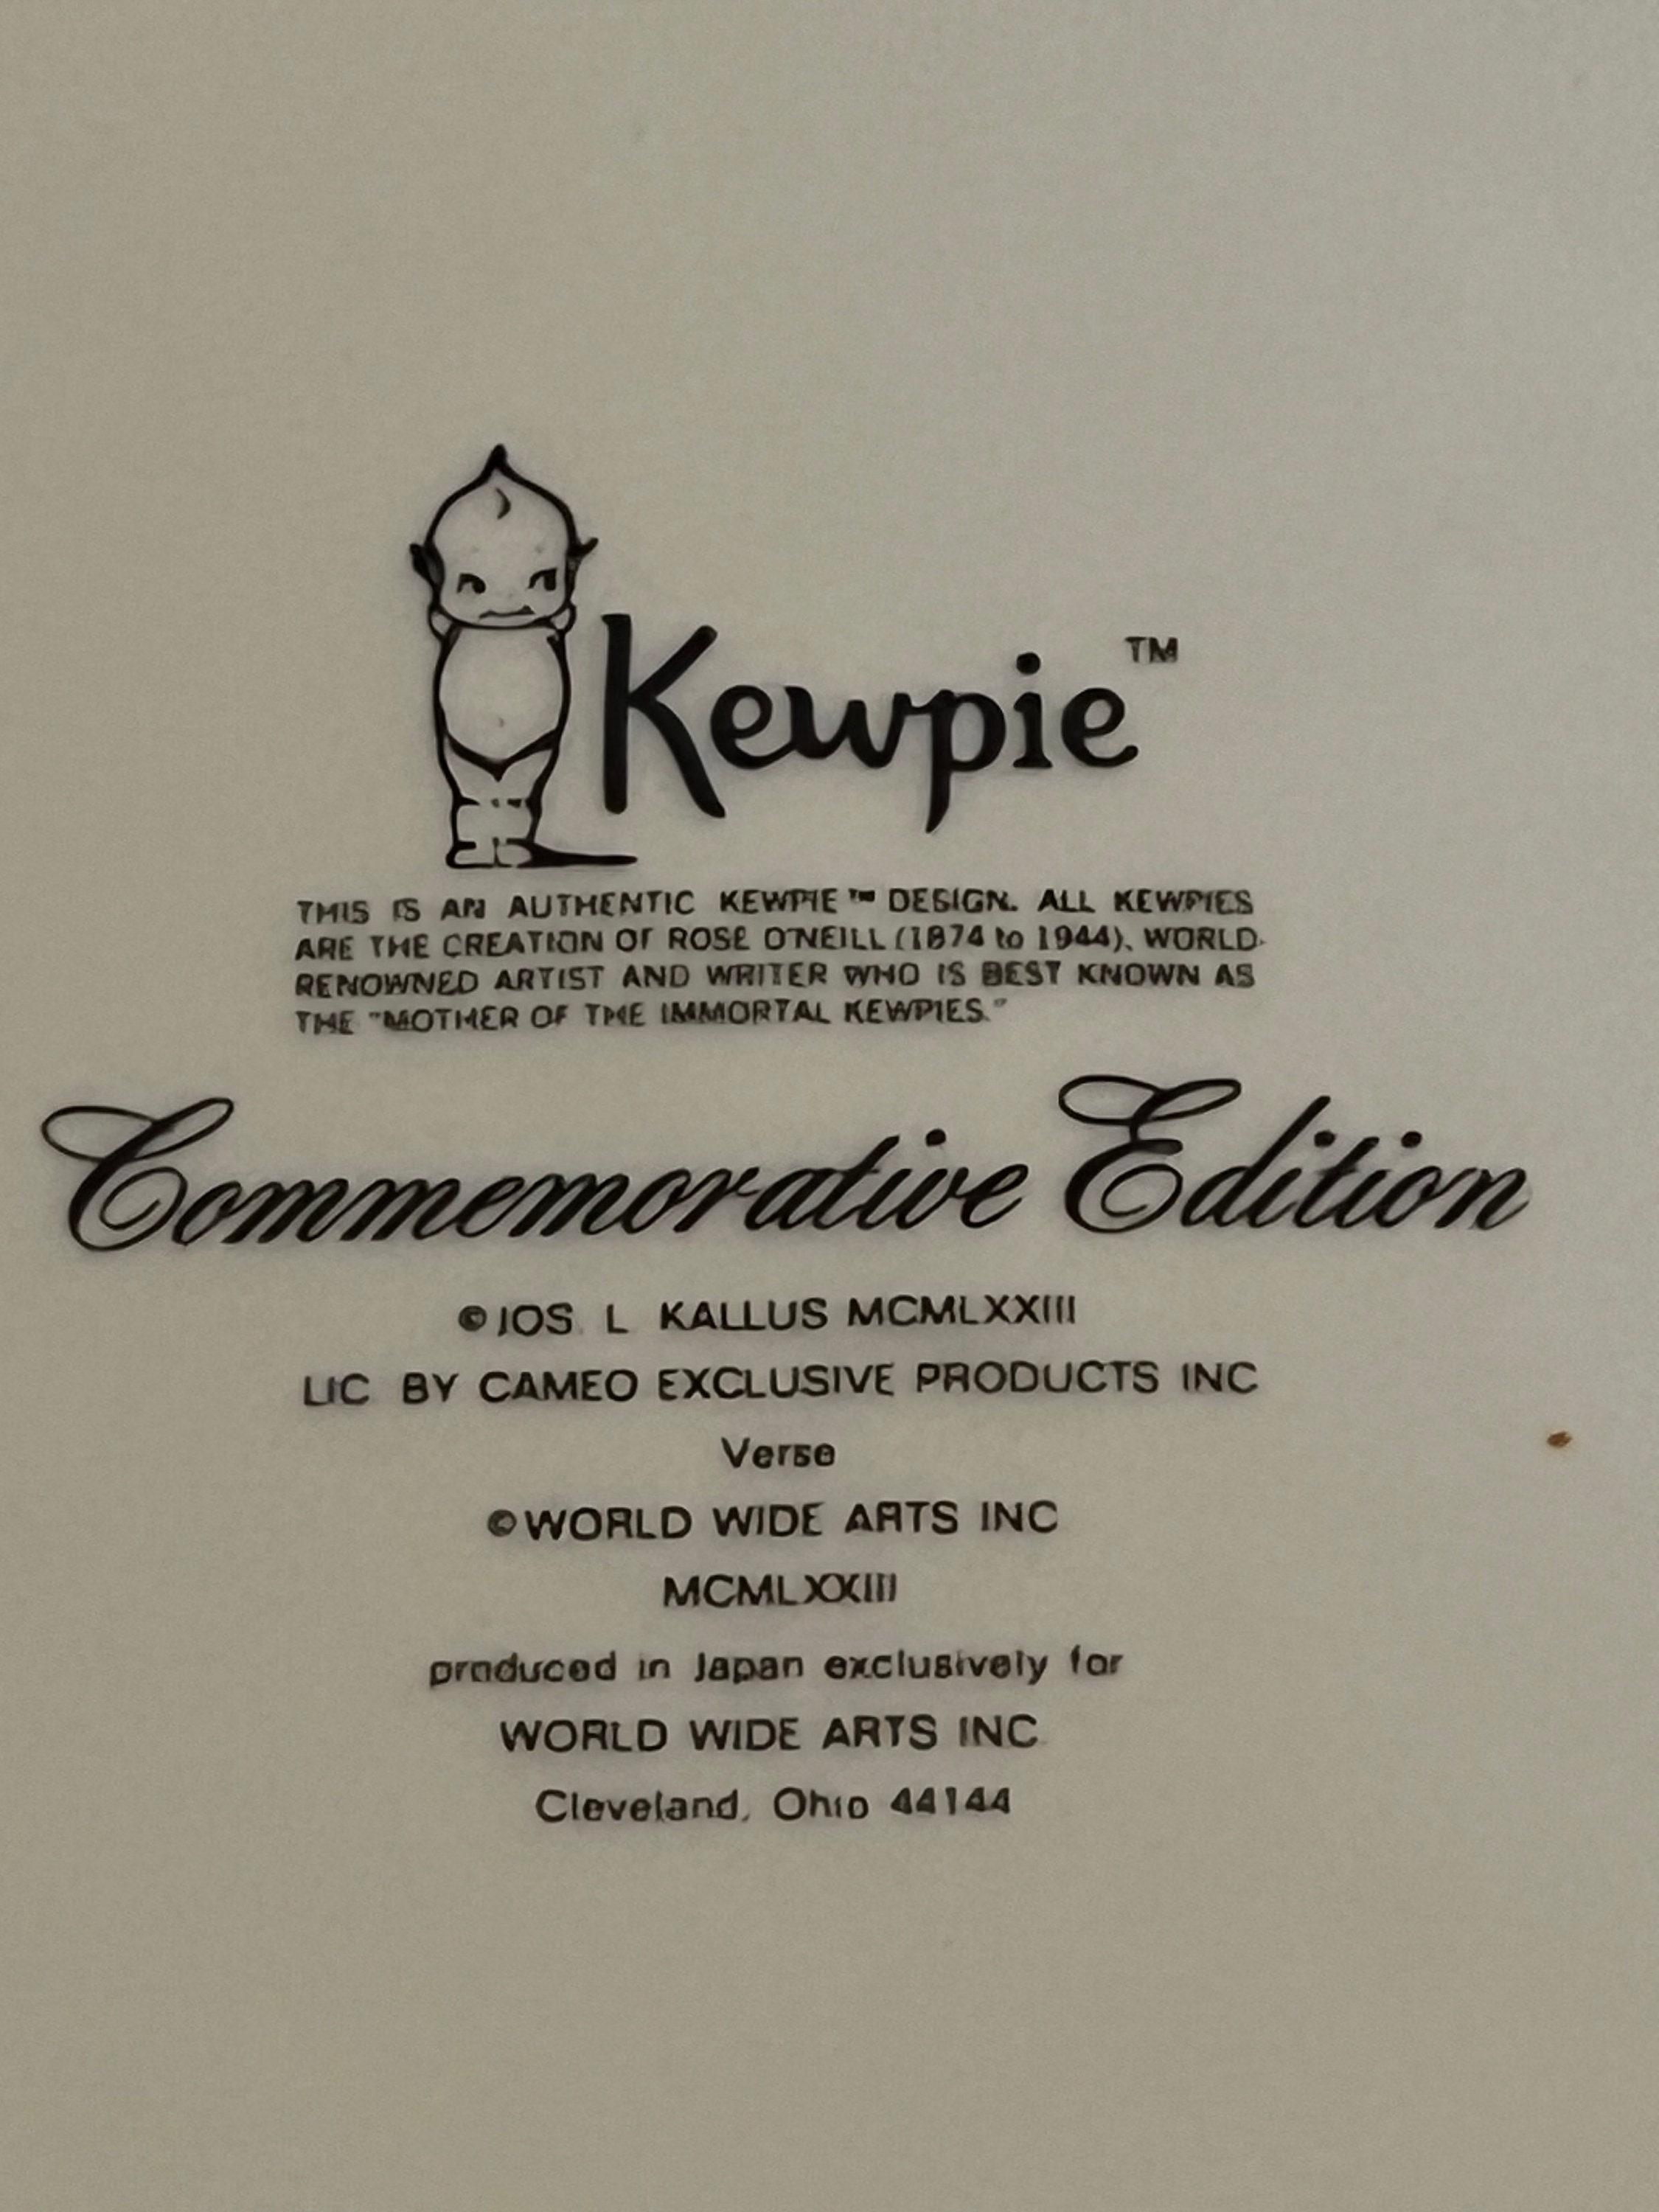 Kewpie™
THIS IS AN AUTHENTIC KEWPIE™ DESIGN. ALL KEWPIES
ARE THE CREATION OF ROSE O'NEILL (1874 to 1944), WORLD-
RENOWNED ARTIST AND WRITER WHO IS BEST KNOWN AS
THE "MOTHER OF THE IMMORTAL KEWPIES."
Commemorative Edition
© JOS. L KALLUS MCMLXXIII
LIC BY CAMEO EXCLUSIVE PRODUCTS INC
Verse
© WORLD WIDE ARTS INC
MCMLXXIII
produced in Japan exclusively for
WORLD WIDE ARTS INC
Cleveland, Ohio 44144